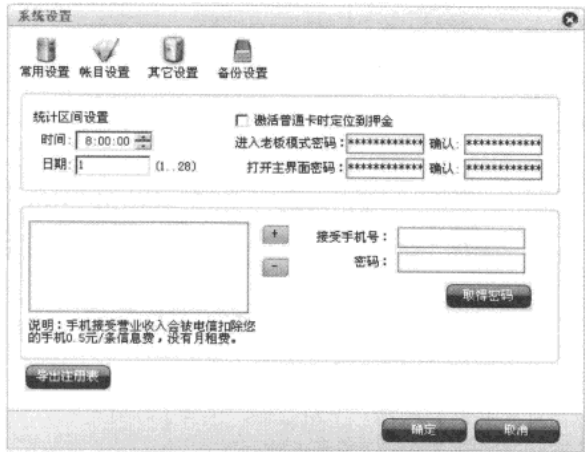 系统设置
常用设置 帐目设置 其它设置 备份设置
统计区间设置
时间: 8:00:00
日期: 1 (1..28)
激活普通卡时定位到押金
进入老板模式密码: ************ 确认: ************
打开主界面密码: ************ 确认: ************
+
-
接受手机号:
密码:
取得密码
说明:手机接受营业收入会被电信扣除您
的手机0.5元/条信息费,没有月租费。
导出注册表
确定 取消